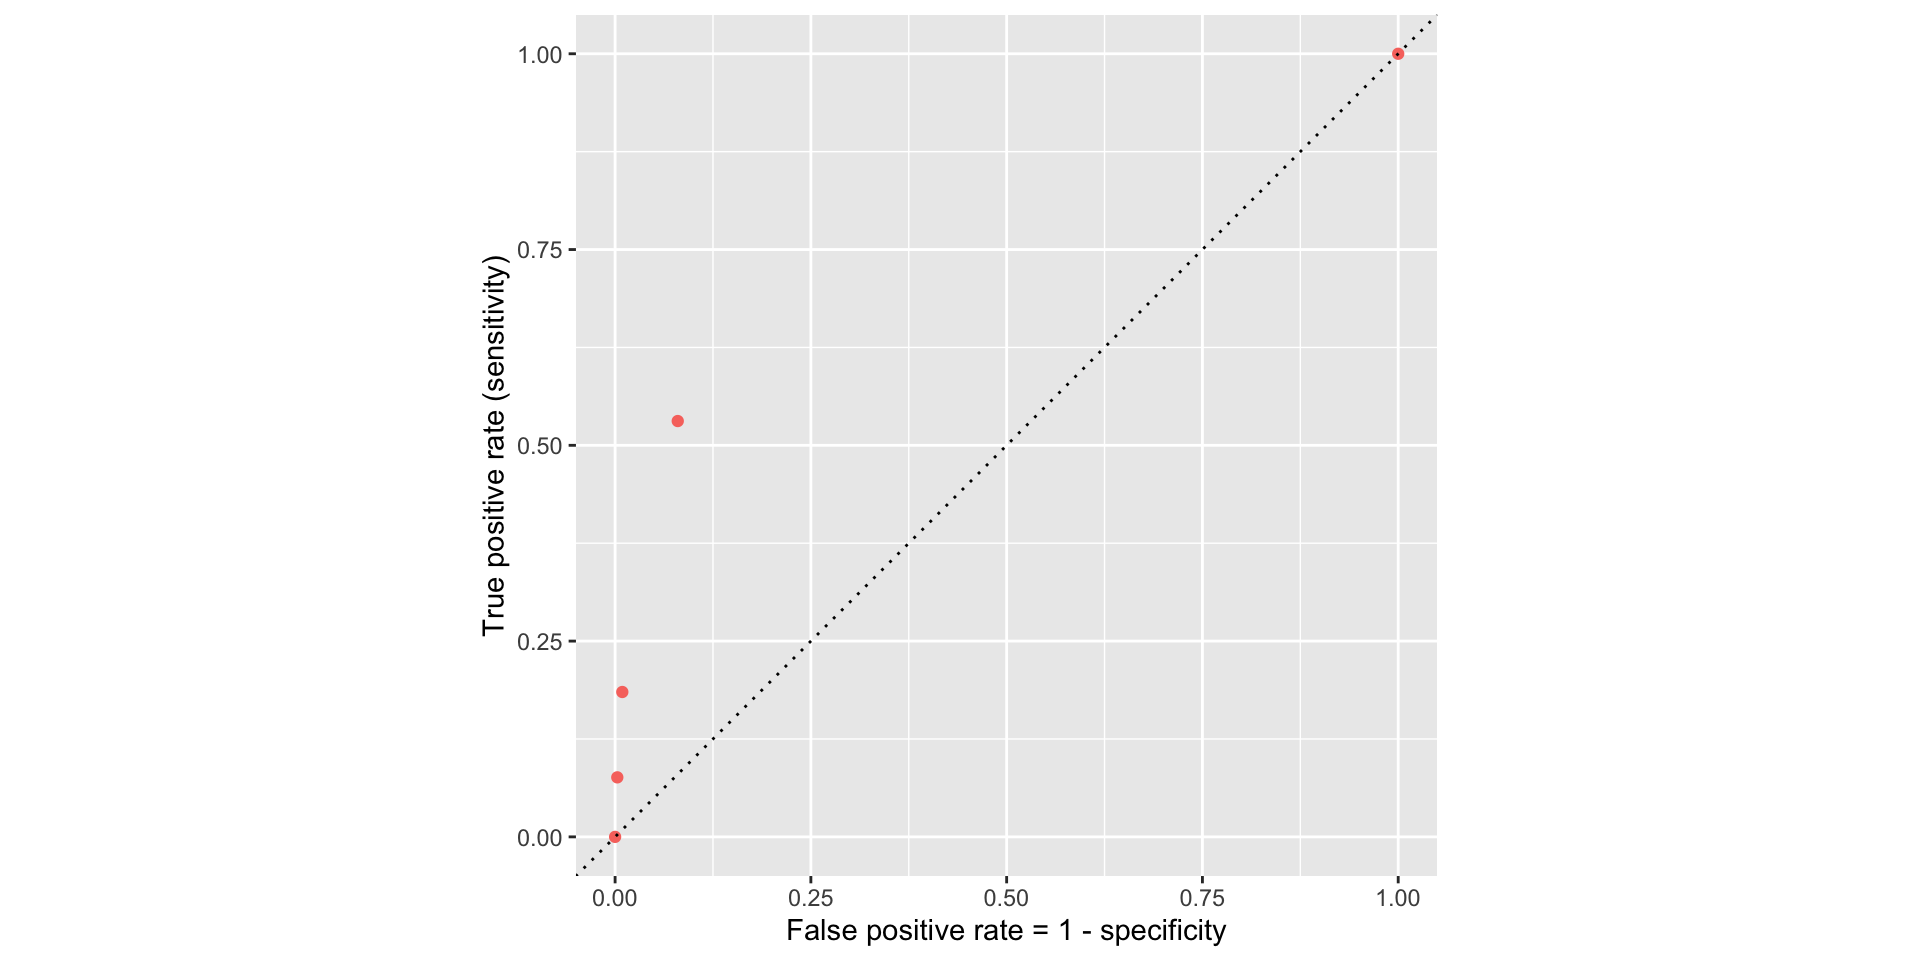 True positive rate (sensitivity)
1.00
0.75
0.50
0.25
0.00
0.00 0.25 0.50 0.75 1.00
False positive rate = 1 - specificity